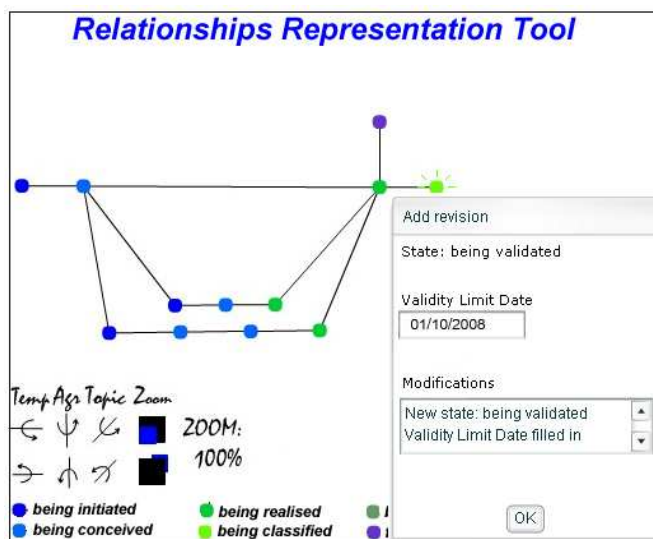 Relationships Representation Tool
Add revision
State: being validated
Validity Limit Date
01/10/2008
Modifications
New state: being validated
Validity Limit Date filled in
OK
Temp Agr Topic Zoom
ZOOM:
100%
being initiated
being realised
being conceived
being classified